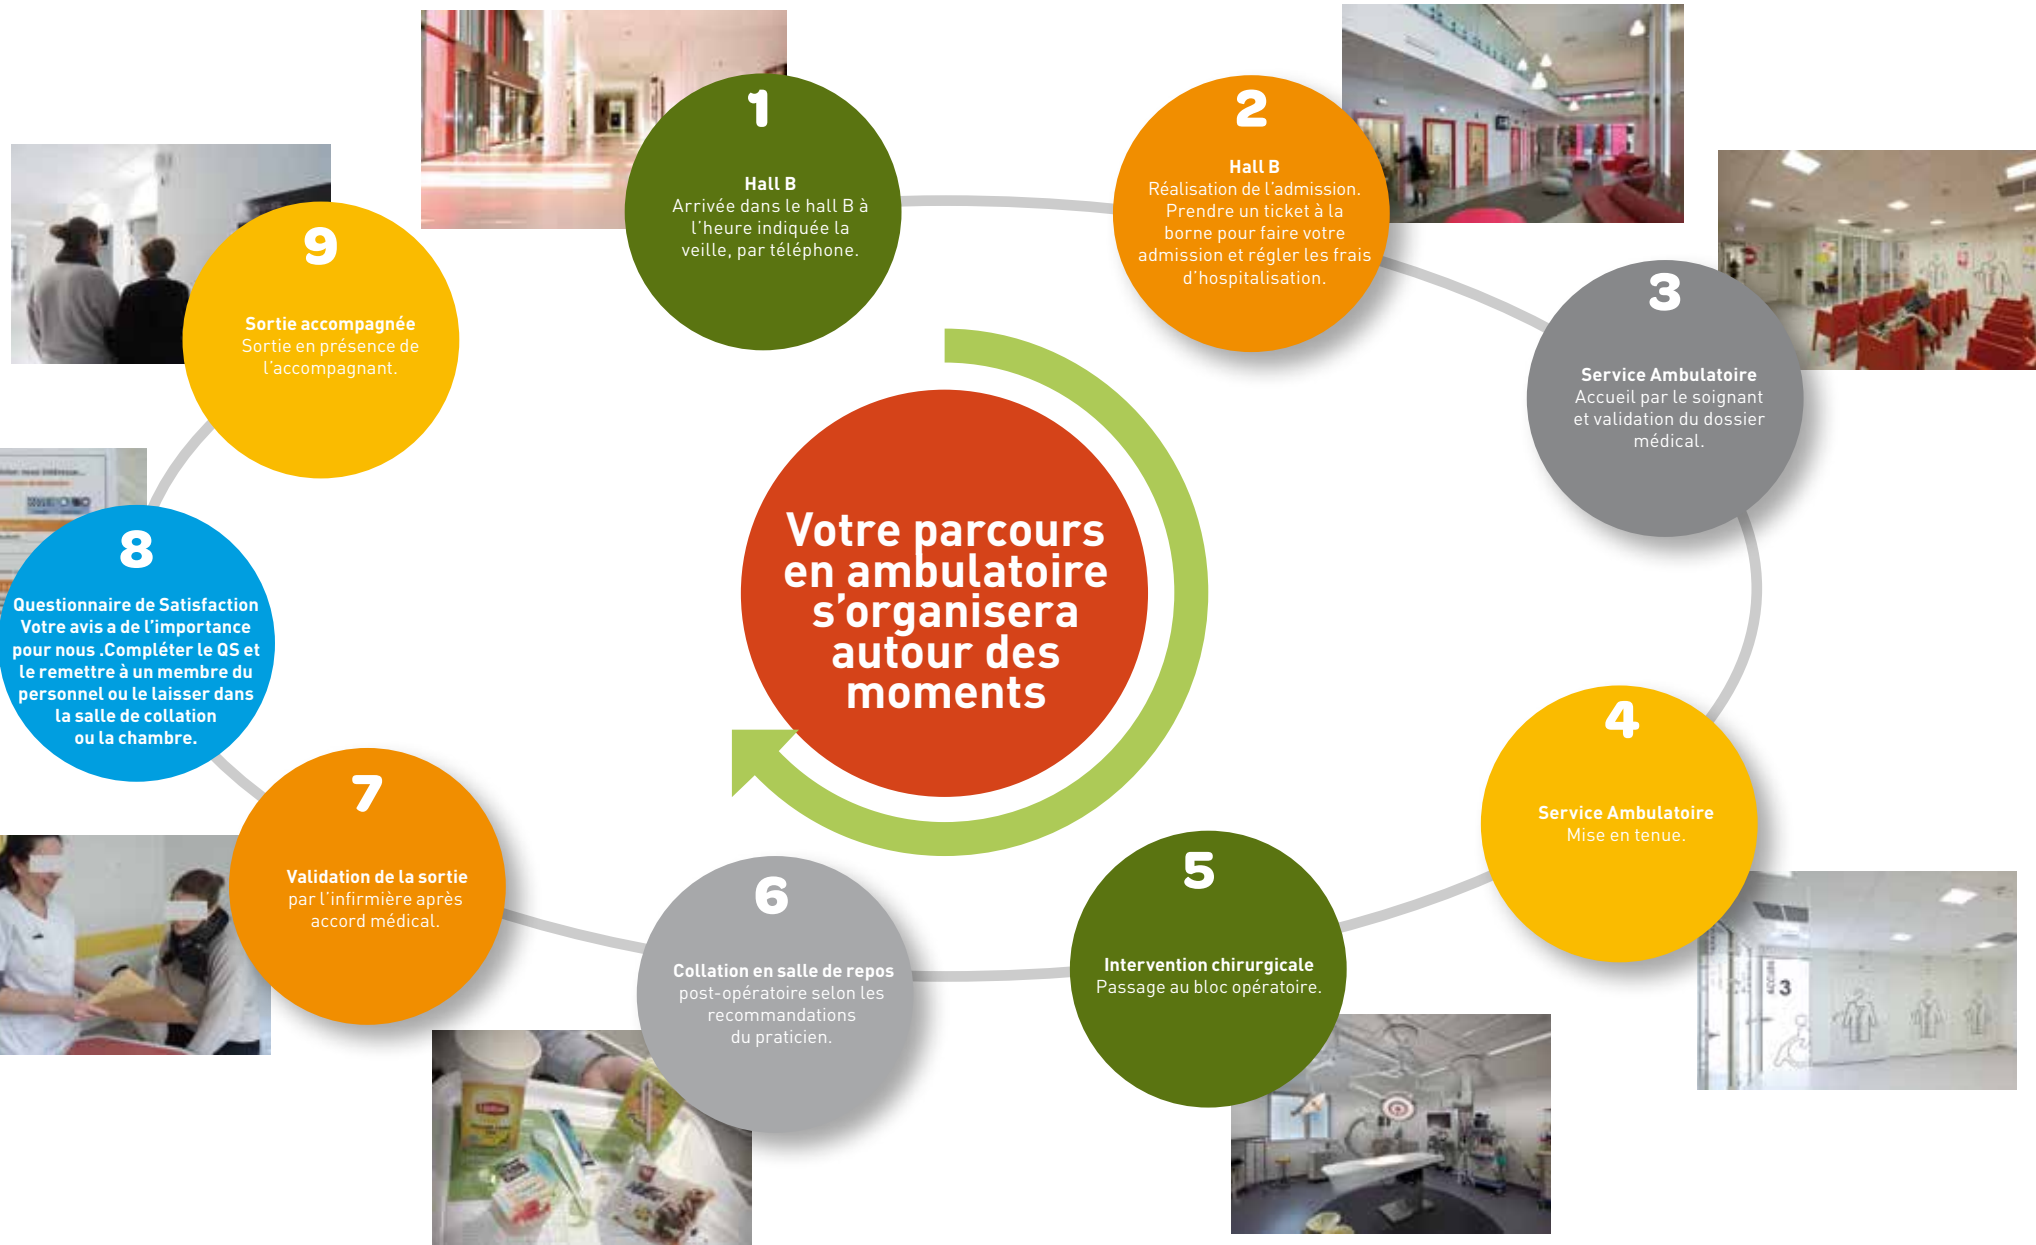 1
Hall B
Arrivée dans le hall B à
l'heure indiquée la
veille, par téléphone.
2
Hall B
Réalisation de l'admission.
Prendre un ticket à la
borne pour faire votre
admission et régler les frais
d'hospitalisation.
3
Service Ambulatoire
Accueil par le soignant
et validation du dossier
médical.
4
Service Ambulatoire
Mise en tenue.
5
Intervention chirurgicale
Passage au bloc opératoire.
6
Collation en salle de repos
post-opératoire selon les
recommandations
du praticien.
7
Validation de la sortie
par l'infirmière après
accord médical.
8
Questionnaire de Satisfaction
Votre avis a de l'importance
pour nous .Compléter le QS et
le remettre à un membre du
personnel ou le laisser dans
la salle de collation
ou la chambre.
9
Sortie accompagnée
Sortie en présence de
l'accompagnant.
Votre parcours
en ambulatoire
s'organisera
autour des
moments
3